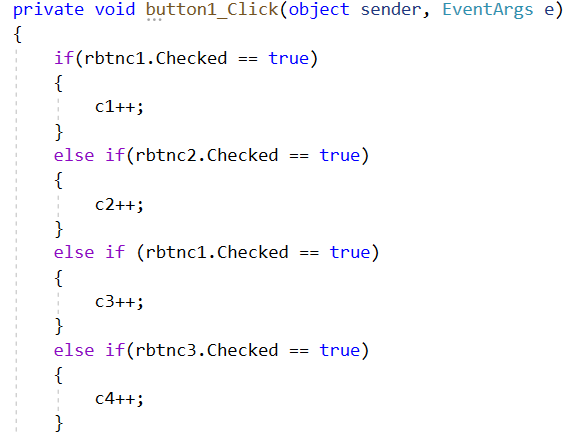 private void button1_Click(object sender, EventArgs e)
{
if(rbtnc1.Checked == true)
{
c1++;
}
else if(rbtnc2.Checked == true)
{
c2++;
}
else if (rbtnc1.Checked == true)
{
c3++;
}
else if(rbtnc3.Checked == true)
{
c4++;
}